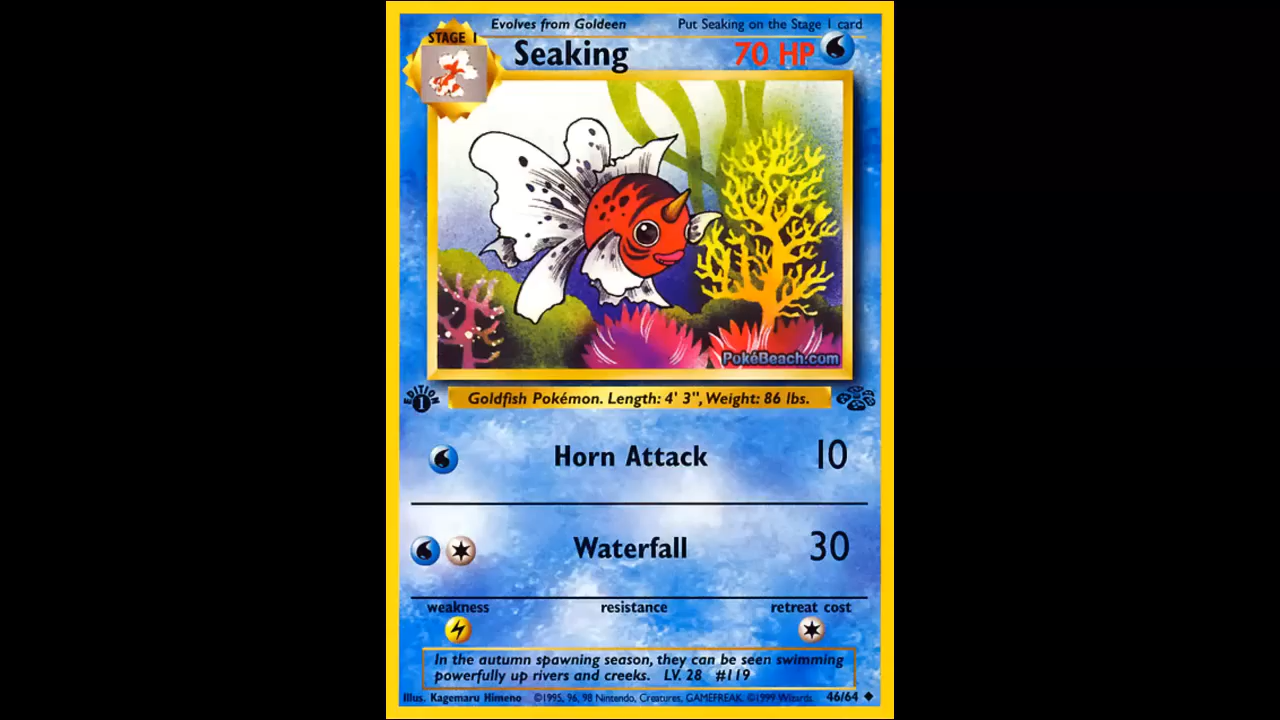 Evolves from Goldeen Put Seaking on the Stage 1 card
STAGE 1
Seaking 70 HP
PokéBeach.com
EDITION 1
Goldfish Pokémon. Length: 4' 3", Weight: 86 lbs.
Horn Attack 10
Waterfall 30
weakness resistance retreat cost
In the autumn spawning season, they can be seen swimming
powerfully up rivers and creeks. LV. 28 #119
Illus. Kagemaru Himeno ©1995, 96, 98 Nintendo, Creatures, GAMEFREAK. ©1999 Wizards. 46/64